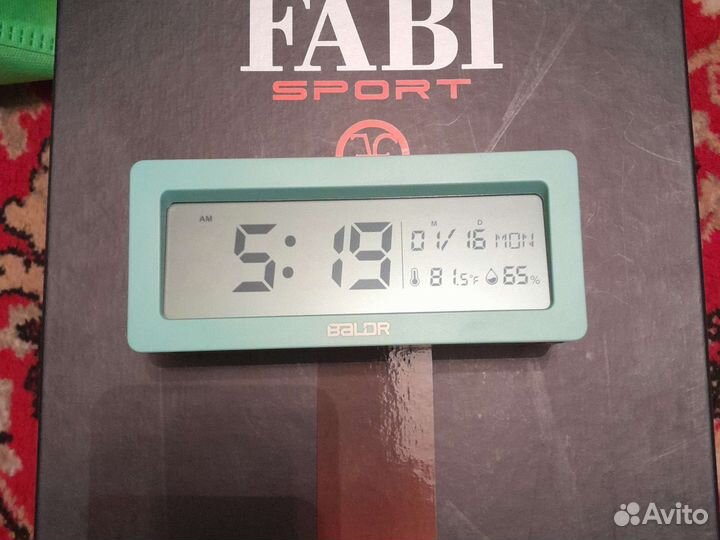 FABI
SPORT
AM
M D
5:19
01/16 MON
81.5°F 65%
BALDR
Avito